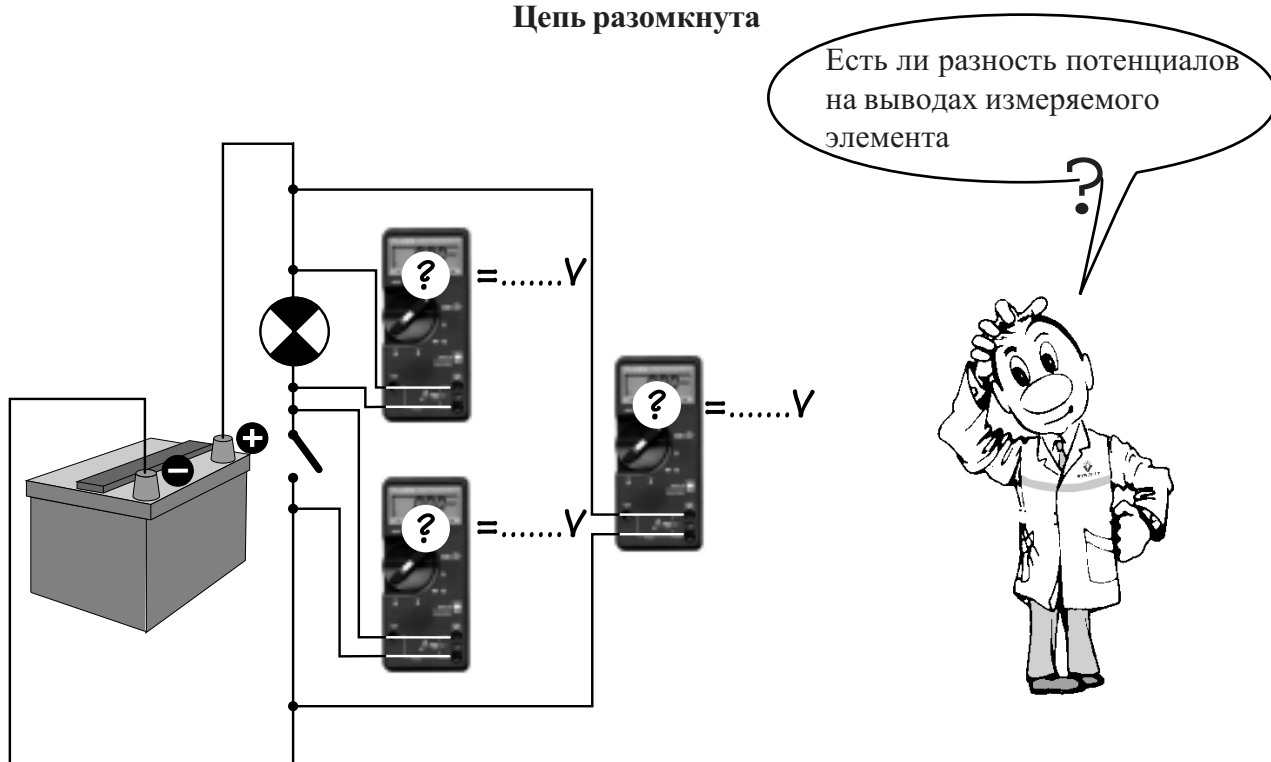 Цепь разомкнута
Есть ли разность потенциалов
на выводах измеряемого
элемента
?
? =.......V
? =.......V
? =.......V
+
−